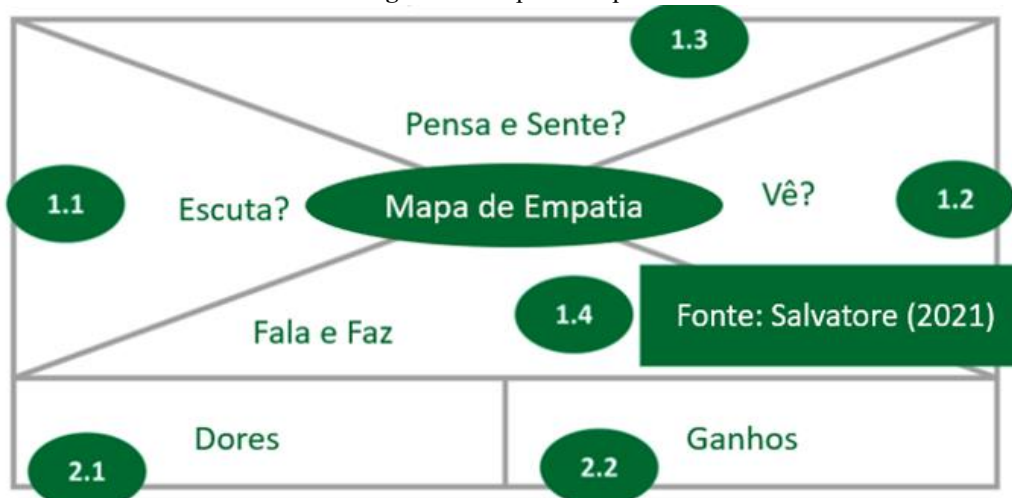 1.3
Pensa e Sente?
1.1
Escuta?
Mapa de Empatia
Vê?
1.2
Fala e Faz
1.4
Fonte: Salvatore (2021)
Dores
2.1
Ganhos
2.2